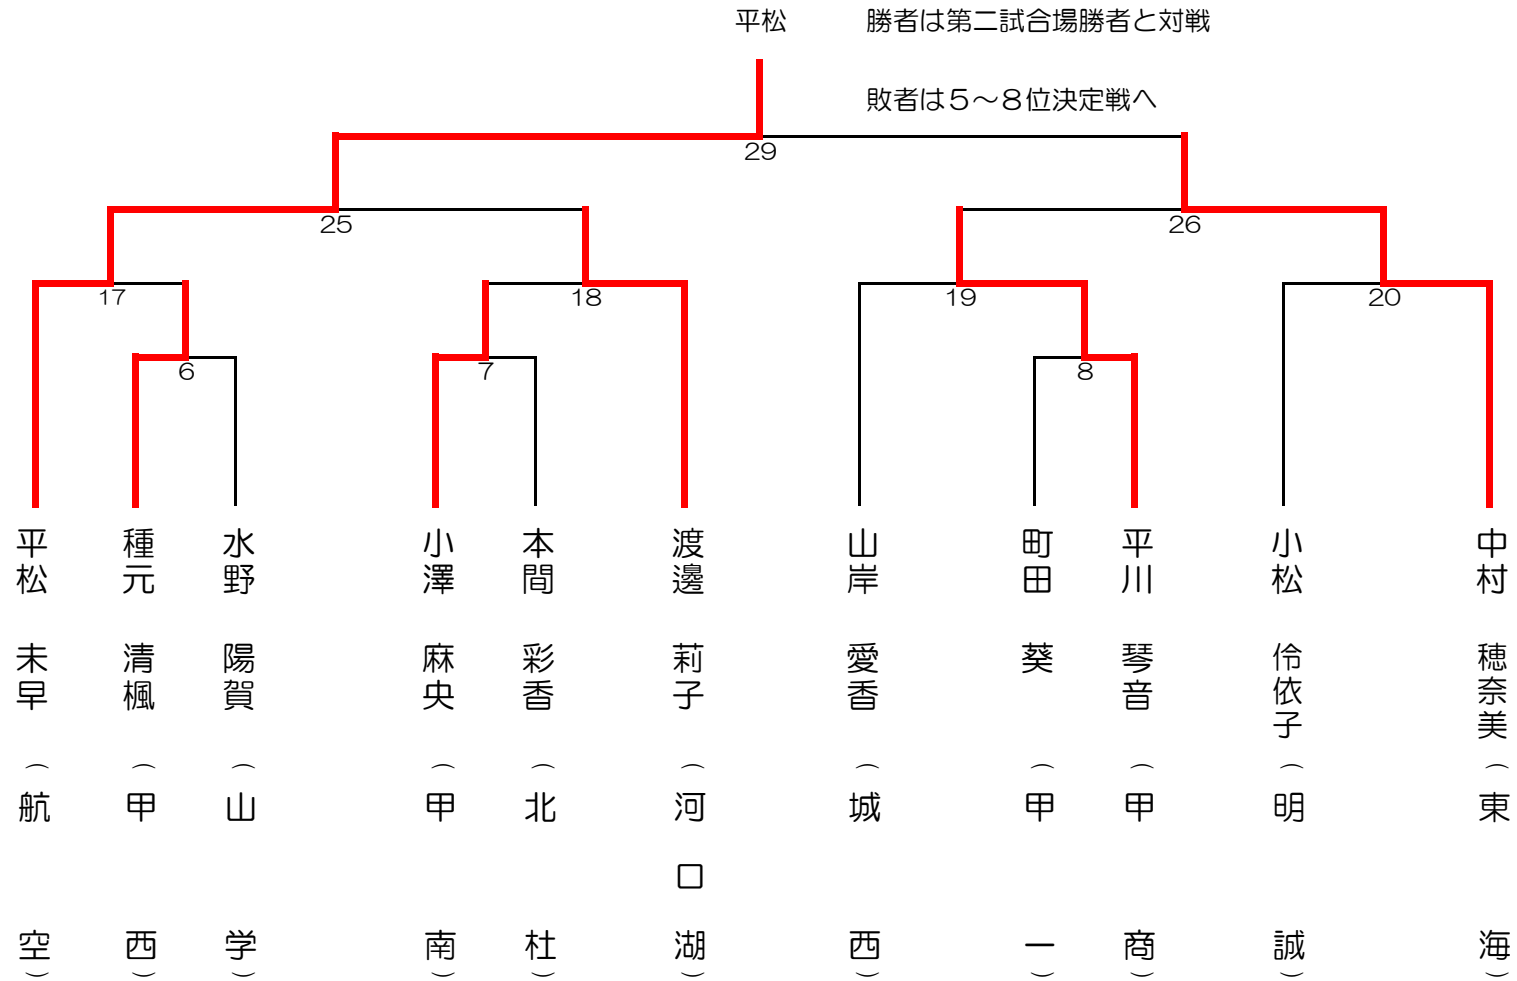 平松
勝者は第二試合場勝者と対戦
敗者は５～８位決定戦へ
29
25
26
17
18
19
20
6
7
8
平松 未早（航空）
種元 清楓（甲西）
水野 陽賀（山学）
小澤 麻央（甲南）
本間 彩香（北杜）
渡邊 莉子（河口湖）
山岸 愛香（城西）
町田 葵（甲一）
平川 琴音（甲商）
小松 伶依子（明誠）
中村 穂奈美（東海）